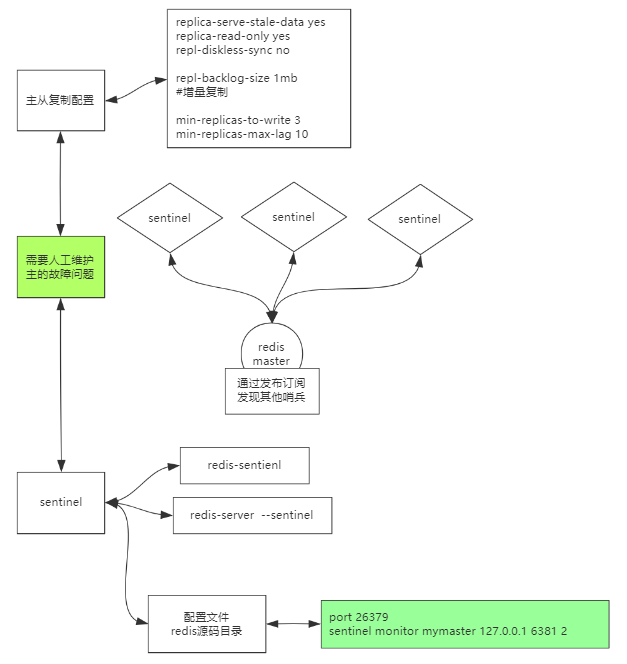 replica-serve-stale-data yes
replica-read-only yes
repl-diskless-sync no
repl-backlog-size 1mb
#增量复制
min-replicas-to-write 3
min-replicas-max-lag 10
主从复制配置
sentinel
sentinel
sentinel
需要人工维护
主的故障问题
redis
master
通过发布订阅
发现其他哨兵
redis-sentienl
sentinel
redis-server --sentinel
配置文件
redis源码目录
port 26379
sentinel monitor mymaster 127.0.0.1 6381 2